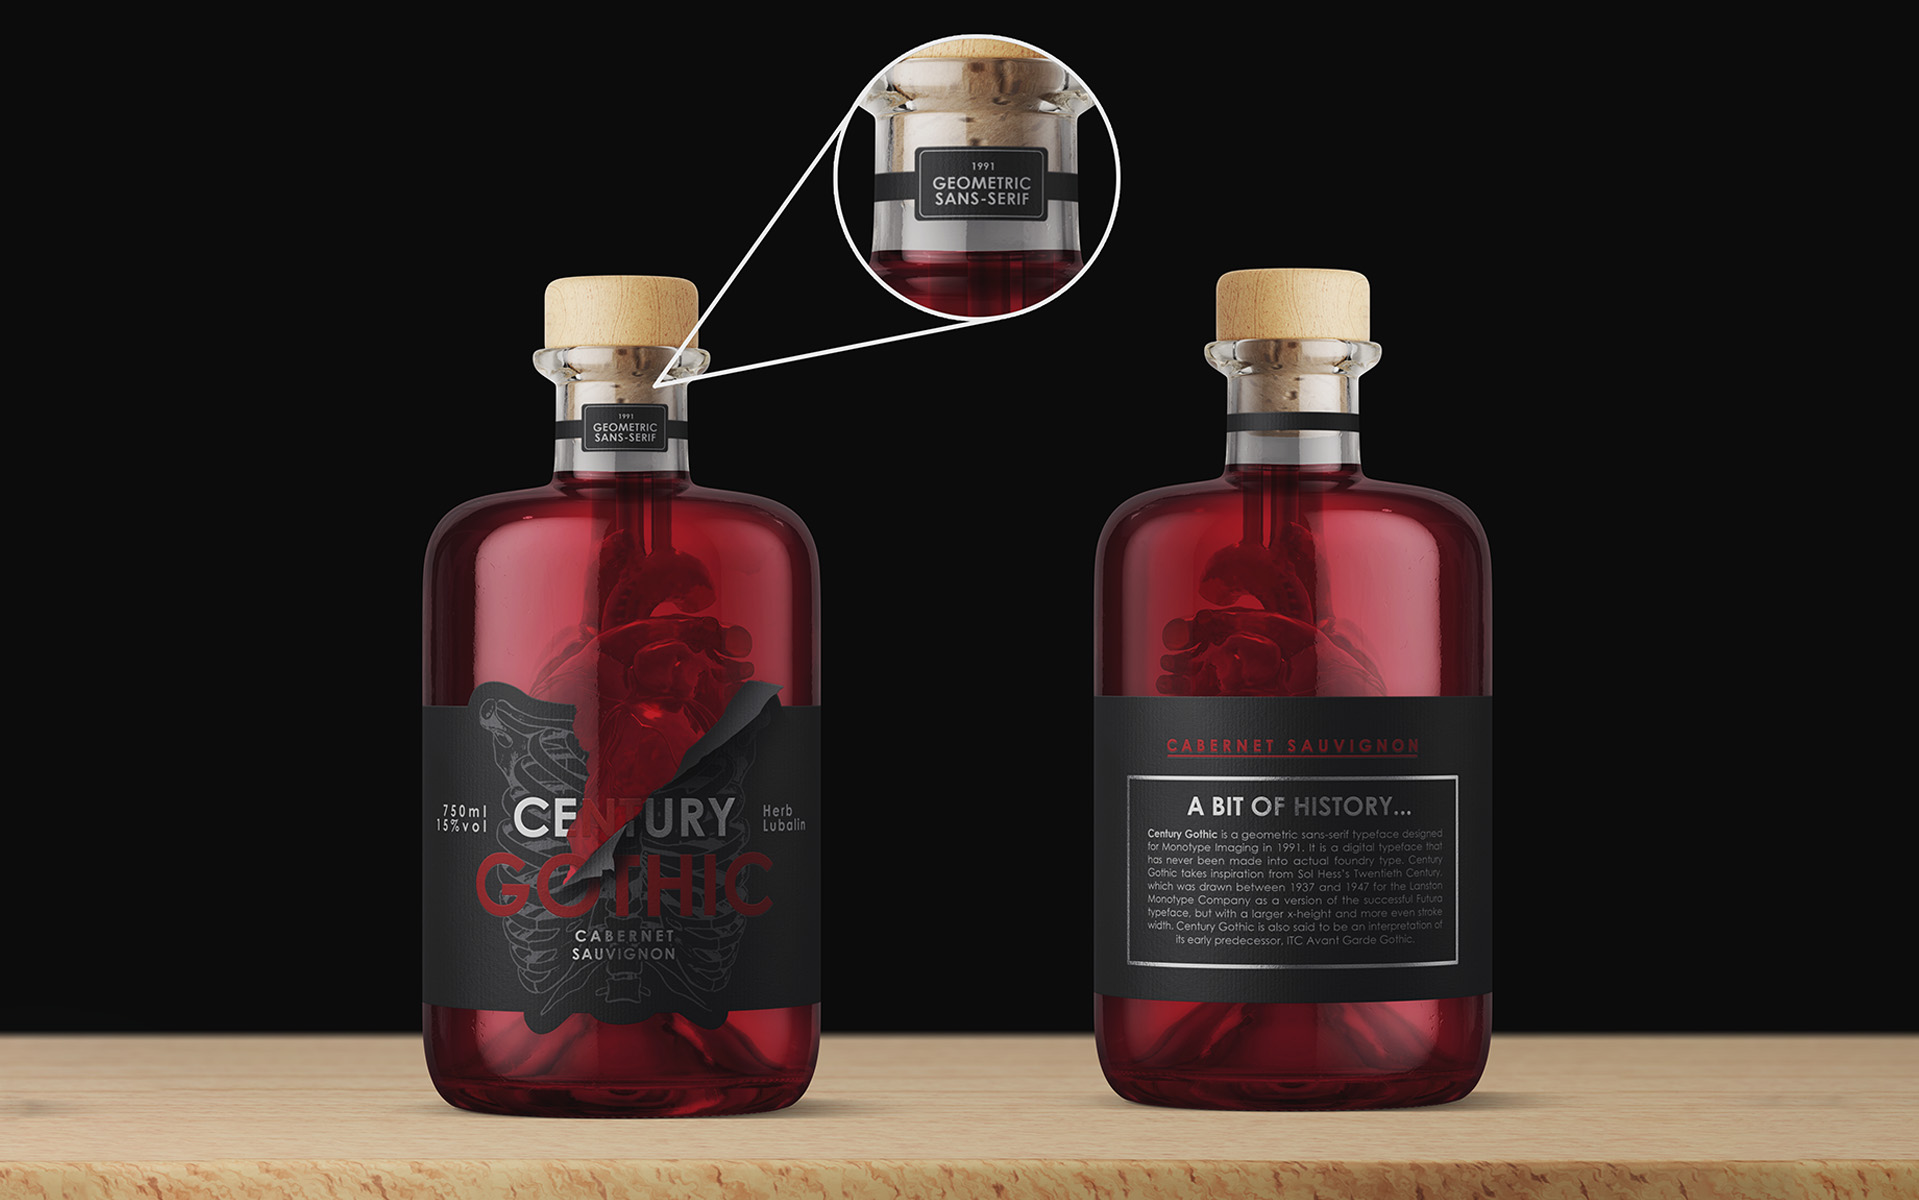 1991
GEOMETRIC
SANS-SERIF
1991
GEOMETRIC
SANS-SERIF
750ml
15%vol
CENTURY
GOTHIC
Herb
Lubalin
CABERNET
SAUVIGNON
CABERNET SAUVIGNON
A BIT OF HISTORY...
Century Gothic is a geometric sans-serif typeface designed
for Monotype Imaging in 1991. It is a digital typeface that
has never been made into actual foundry type. Century
Gothic takes inspiration from Sol Hess's Twentieth Century,
which was drawn between 1937 and 1947 for the Lanston
Monotype Company as a version of the successful Futura
typeface, but with a larger x-height and more even stroke
width. Century Gothic is also said to be an interpretation of
its early predecessor, ITC Avant Garde Gothic.